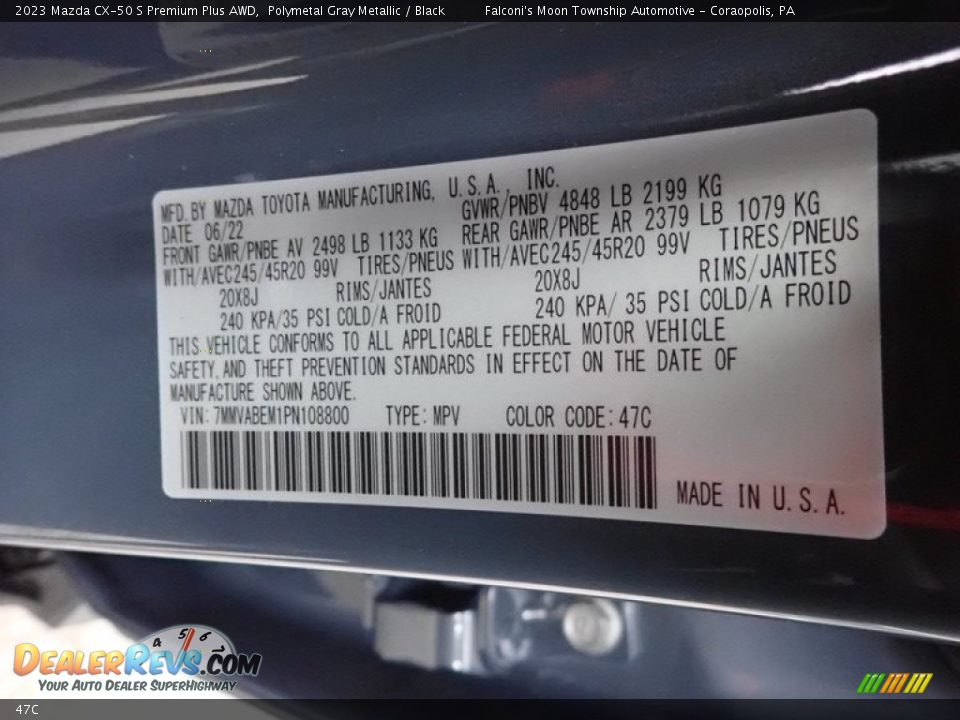 2023 Mazda CX-50 S Premium Plus AWD,  Polymetal Gray Metallic / Black    Falconi's Moon Township Automotive - Coraopolis, PA
MFD. BY MAZDA TOYOTA MANUFACTURING, U.S.A., INC.
DATE 06/22    GVWR/PNBV 4848 LB 2199 KG
FRONT GAWR/PNBE AV 2498 LB 1133 KG    REAR GAWR/PNBE AR 2379 LB 1079 KG
WITH/AVEC245/45R20 99V    TIRES/PNEUS    WITH/AVEC245/45R20 99V    TIRES/PNEUS
20X8J    RIMS/JANTES    20X8J    RIMS/JANTES
240 KPA/35 PSI COLD/A FROID    240 KPA/ 35 PSI COLD/A FROID
THIS VEHICLE CONFORMS TO ALL APPLICABLE FEDERAL MOTOR VEHICLE
SAFETY, AND THEFT PREVENTION STANDARDS IN EFFECT ON THE DATE OF
MANUFACTURE SHOWN ABOVE.
VIN: 7MMVABEM1PN108800    TYPE: MPV    COLOR CODE: 47C
MADE IN U.S.A.
4 5 6
DEALERREVS.COM
YOUR AUTO DEALER SUPERHIGHWAY
47C